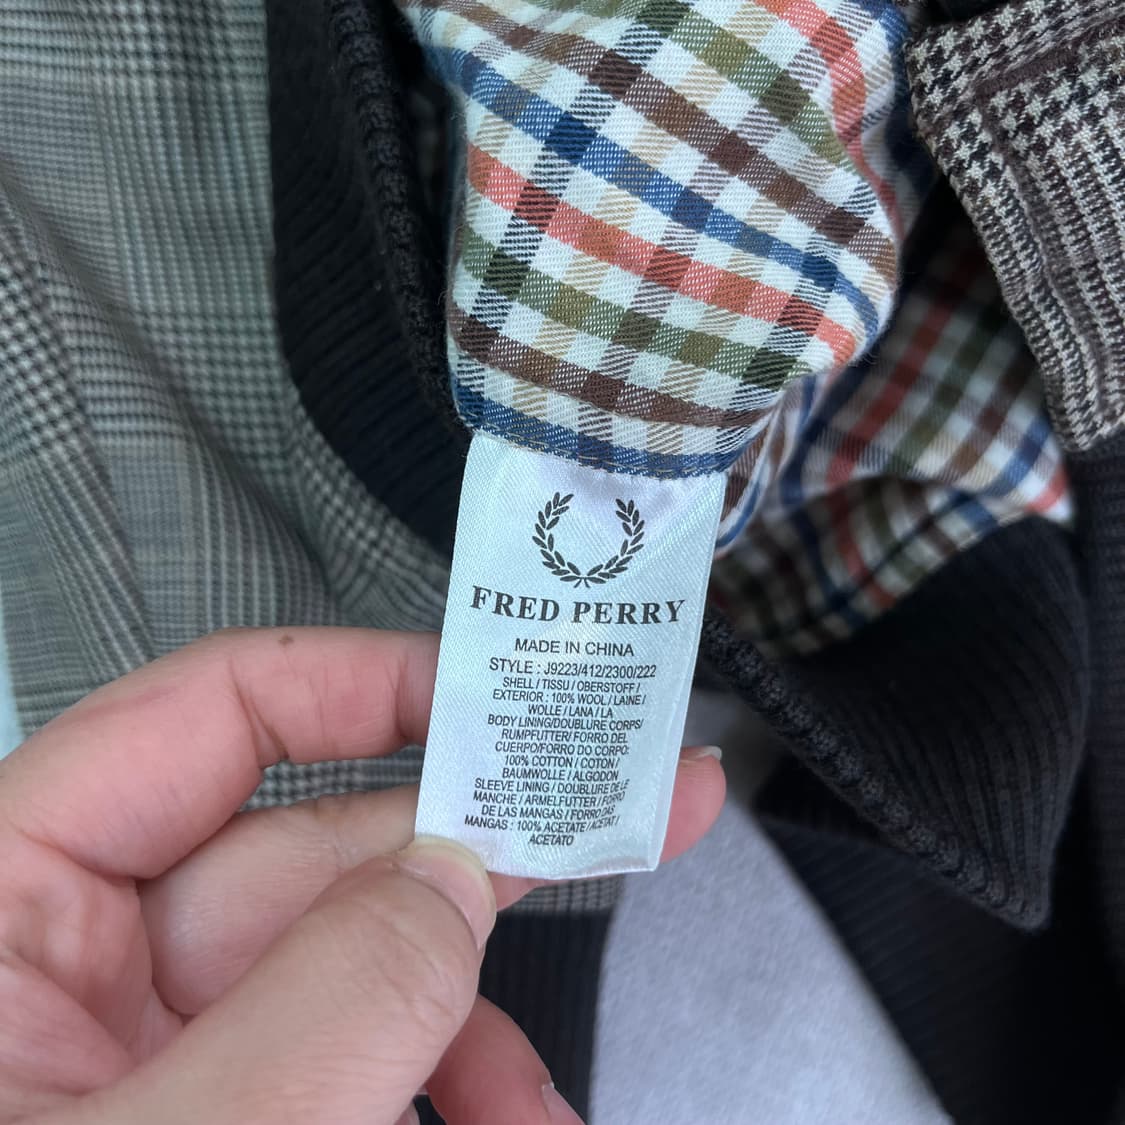 FRED PERRY
MADE IN CHINA
STYLE : J9223/412/2300/222
SHELL / TISSU / OBERSTOFF /
EXTERIOR : 100% WOOL / LAINE /
WOLLE / LANA / LA
BODY LINING/DOUBLURE CORPS/
RUMPFUTTER/ FORRO DEL
CUERPO/FORRO DO CORPO:
100% COTTON / COTON /
BAUMWOLLE / ALGODON
SLEEVE LINING / DOUBLURE DE LE
MANCHE / ARMELFUTTER / FORRO
DE LAS MANGAS / FORRO DAS
MANGAS : 100% ACETATE / ACETAT /
ACETATO